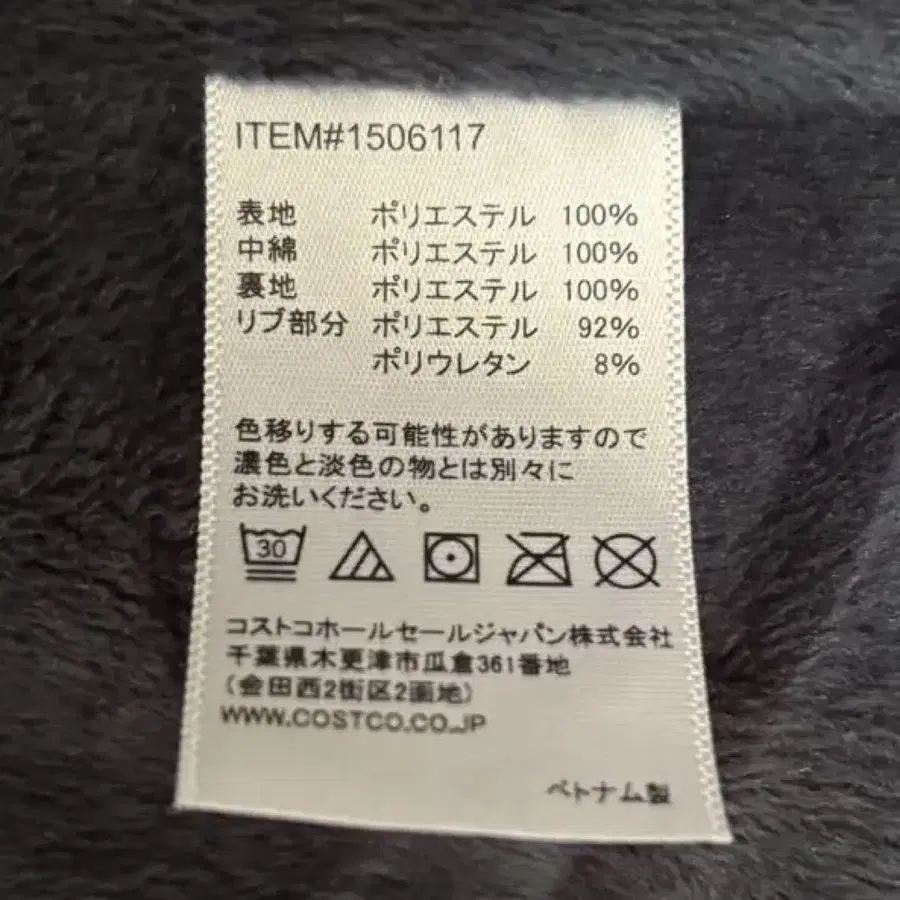 ITEM#1506117
表地 ポリエステル 100%
中綿 ポリエステル 100%
裏地 ポリエステル 100%
リブ部分 ポリエステル 92%
ポリウレタン 8%
色移りする可能性がありますので
濃色と淡色の物とは別々に
お洗いください。
30
コストコホールセールジャパン株式会社
千葉県木更津市瓜倉361番地
(金田西2街区2画地)
WWW.COSTCO.CO.JP
ベトナム製